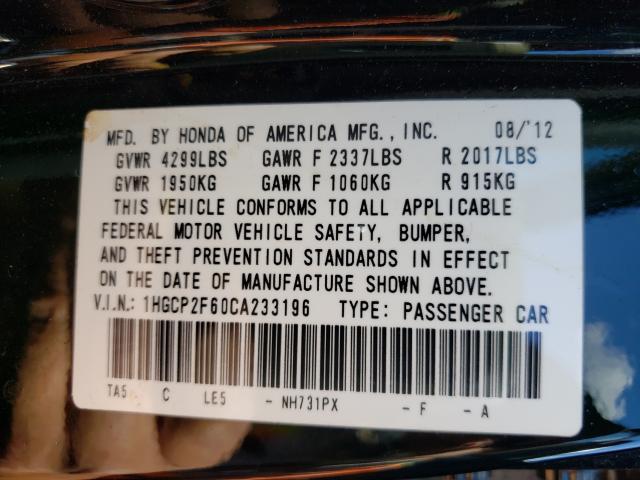 MFD. BY HONDA OF AMERICA MFG., INC. 08/'12
GVWR 4299LBS GAWR F 2337LBS R 2017LBS
GVWR 1950KG GAWR F 1060KG R 915KG
THIS VEHICLE CONFORMS TO ALL APPLICABLE
FEDERAL MOTOR VEHICLE SAFETY, BUMPER,
AND THEFT PREVENTION STANDARDS IN EFFECT
ON THE DATE OF MANUFACTURE SHOWN ABOVE.
V.I.N.: 1HGCP2F60CA233196 TYPE: PASSENGER CAR
TA5 C LE5 - NH731PX - F - A